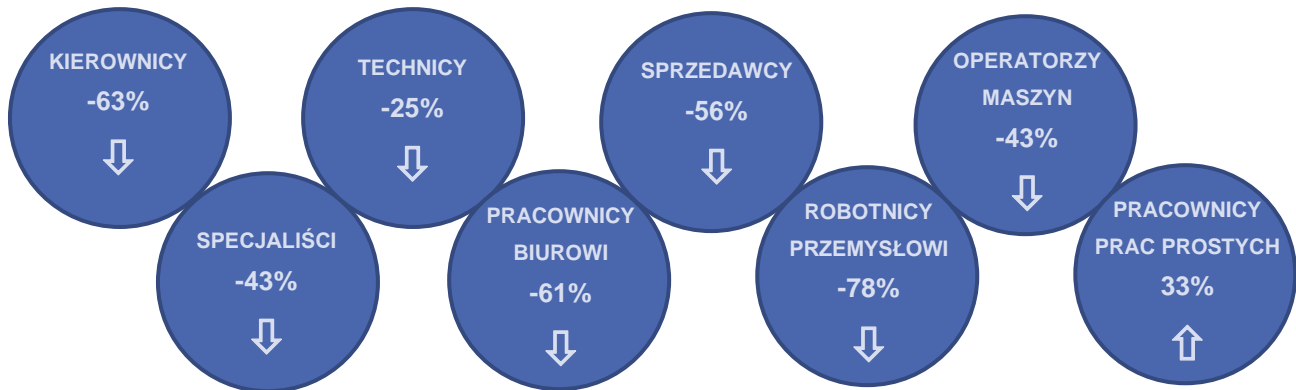 KIEROWNICY
-63%
SPECJALIŚCI
-43%
TECHNICY
-25%
PRACOWNICY
BIUROWI
-61%
SPRZEDAWCY
-56%
ROBOTNICY
PRZEMYSŁOWI
-78%
OPERATORZY
MASZYN
-43%
PRACOWNICY
PRAC PROSTYCH
33%